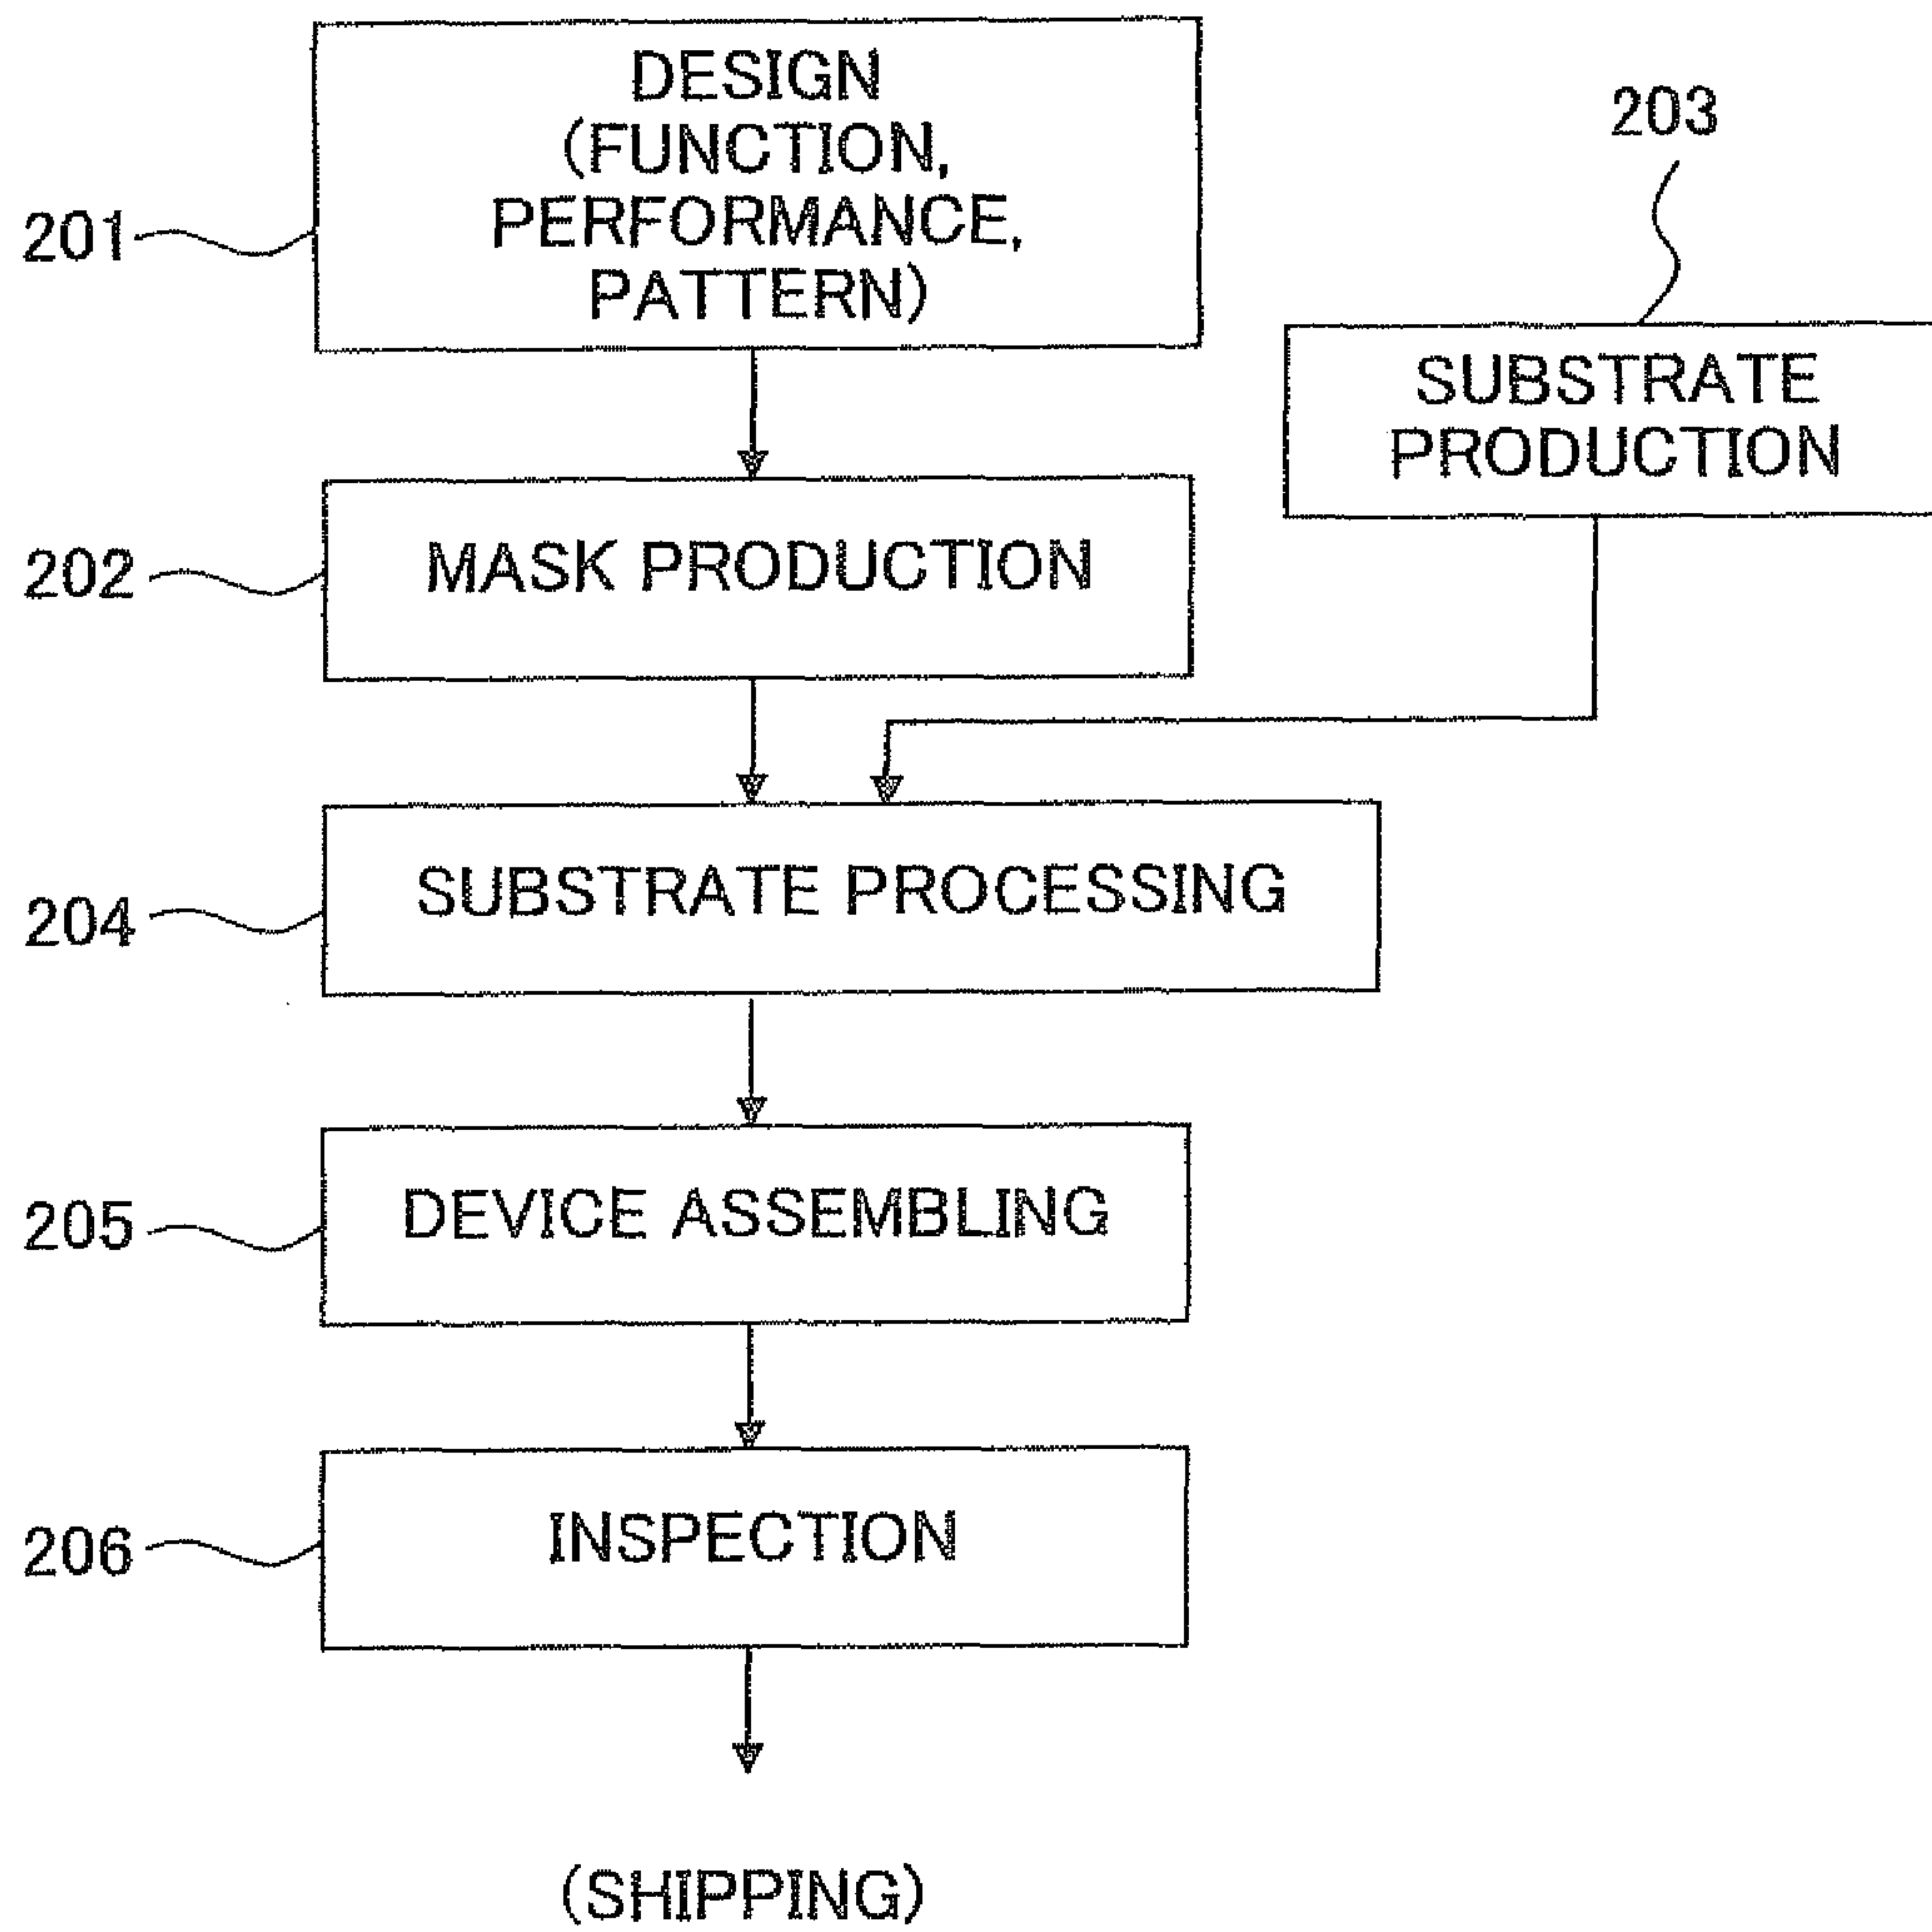 DESIGN
(FUNCTION,
PERFORMANCE,
PATTERN)
201
203
SUBSTRATE
PRODUCTION
202
MASK PRODUCTION
204
SUBSTRATE PROCESSING
205
DEVICE ASSEMBLING
206
INSPECTION
(SHIPPING)